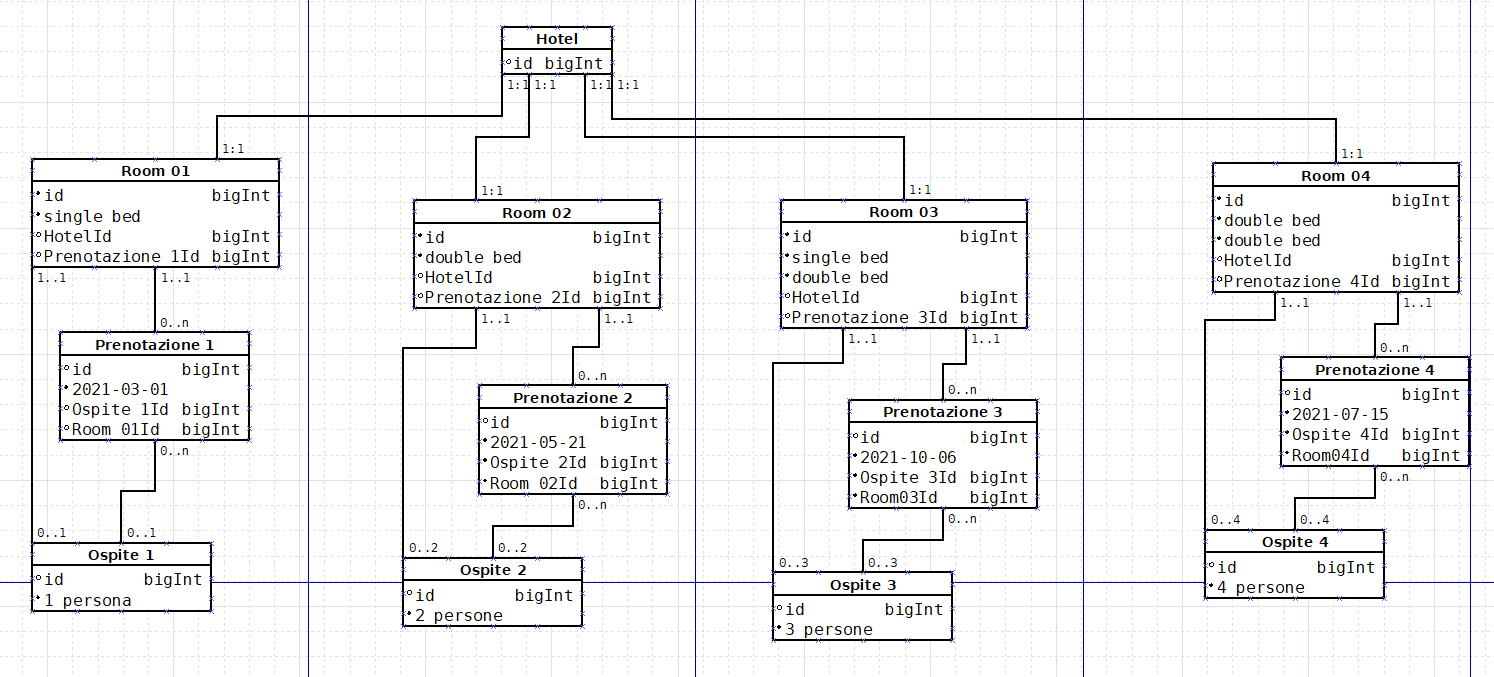 Hotel
id bigInt
1:1 1:1 1:1 1:1
1:1
Room 01
id bigInt
single bed
HotelId bigInt
Prenotazione 1Id bigInt
1..1 1..1
0..n
Prenotazione 1
id bigInt
2021-03-01
Ospite 1Id bigInt
Room 01Id bigInt
0..n
0..1 0..1
Ospite 1
id bigInt
1 persona
1:1
Room 02
id bigInt
double bed
HotelId bigInt
Prenotazione 2Id bigInt
1..1 1..1
0..n
Prenotazione 2
id bigInt
2021-05-21
Ospite 2Id bigInt
Room 02Id bigInt
0..n
0..2 0..2
Ospite 2
id bigInt
2 persone
1:1
Room 03
id bigInt
single bed
double bed
HotelId bigInt
Prenotazione 3Id bigInt
1..1 1..1
0..n
Prenotazione 3
id bigInt
2021-10-06
Ospite 3Id bigInt
Room03Id bigInt
0..n
0..3 0..3
Ospite 3
id bigInt
3 persone
1:1
Room 04
id bigInt
double bed
double bed
HotelId bigInt
Prenotazione 4Id bigInt
1..1 1..1
0..n
Prenotazione 4
id bigInt
2021-07-15
Ospite 4Id bigInt
Room04Id bigInt
0..n
0..4 0..4
Ospite 4
id bigInt
4 persone